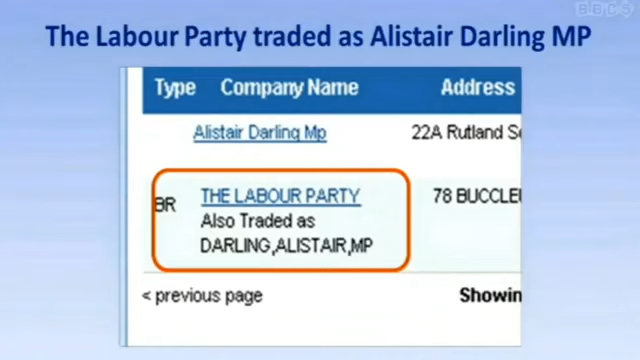 BBC
The Labour Party traded as Alistair Darling MP
Type Company Name Address
Alistair Darling Mp 22A Rutland
BR THE LABOUR PARTY 78 BUCCLEU
Also Traded as
DARLING,ALISTAIR,MP
< previous page Showin